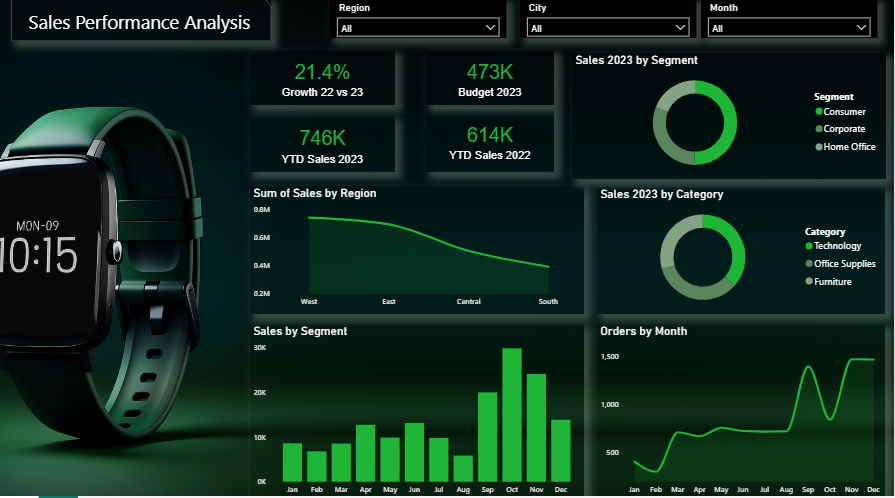 Sales Performance Analysis
Region
All
City
All
Month
All
21.4%
Growth 22 vs 23
473K
Budget 2023
746K
YTD Sales 2023
614K
YTD Sales 2022
Sales 2023 by Segment
Segment
Consumer
Corporate
Home Office
MON-09
10:15
Sum of Sales by Region
0.8M
0.6M
0.4M
0.2M
West East Central South
Sales 2023 by Category
Category
Technology
Office Supplies
Furniture
Sales by Segment
30K
20K
10K
0K
Jan Feb Mar Apr May Jun Jul Aug Sep Oct Nov Dec
Orders by Month
1,500
1,000
500
Jan Feb Mar Apr May Jun Jul Aug Sep Oct Nov Dec